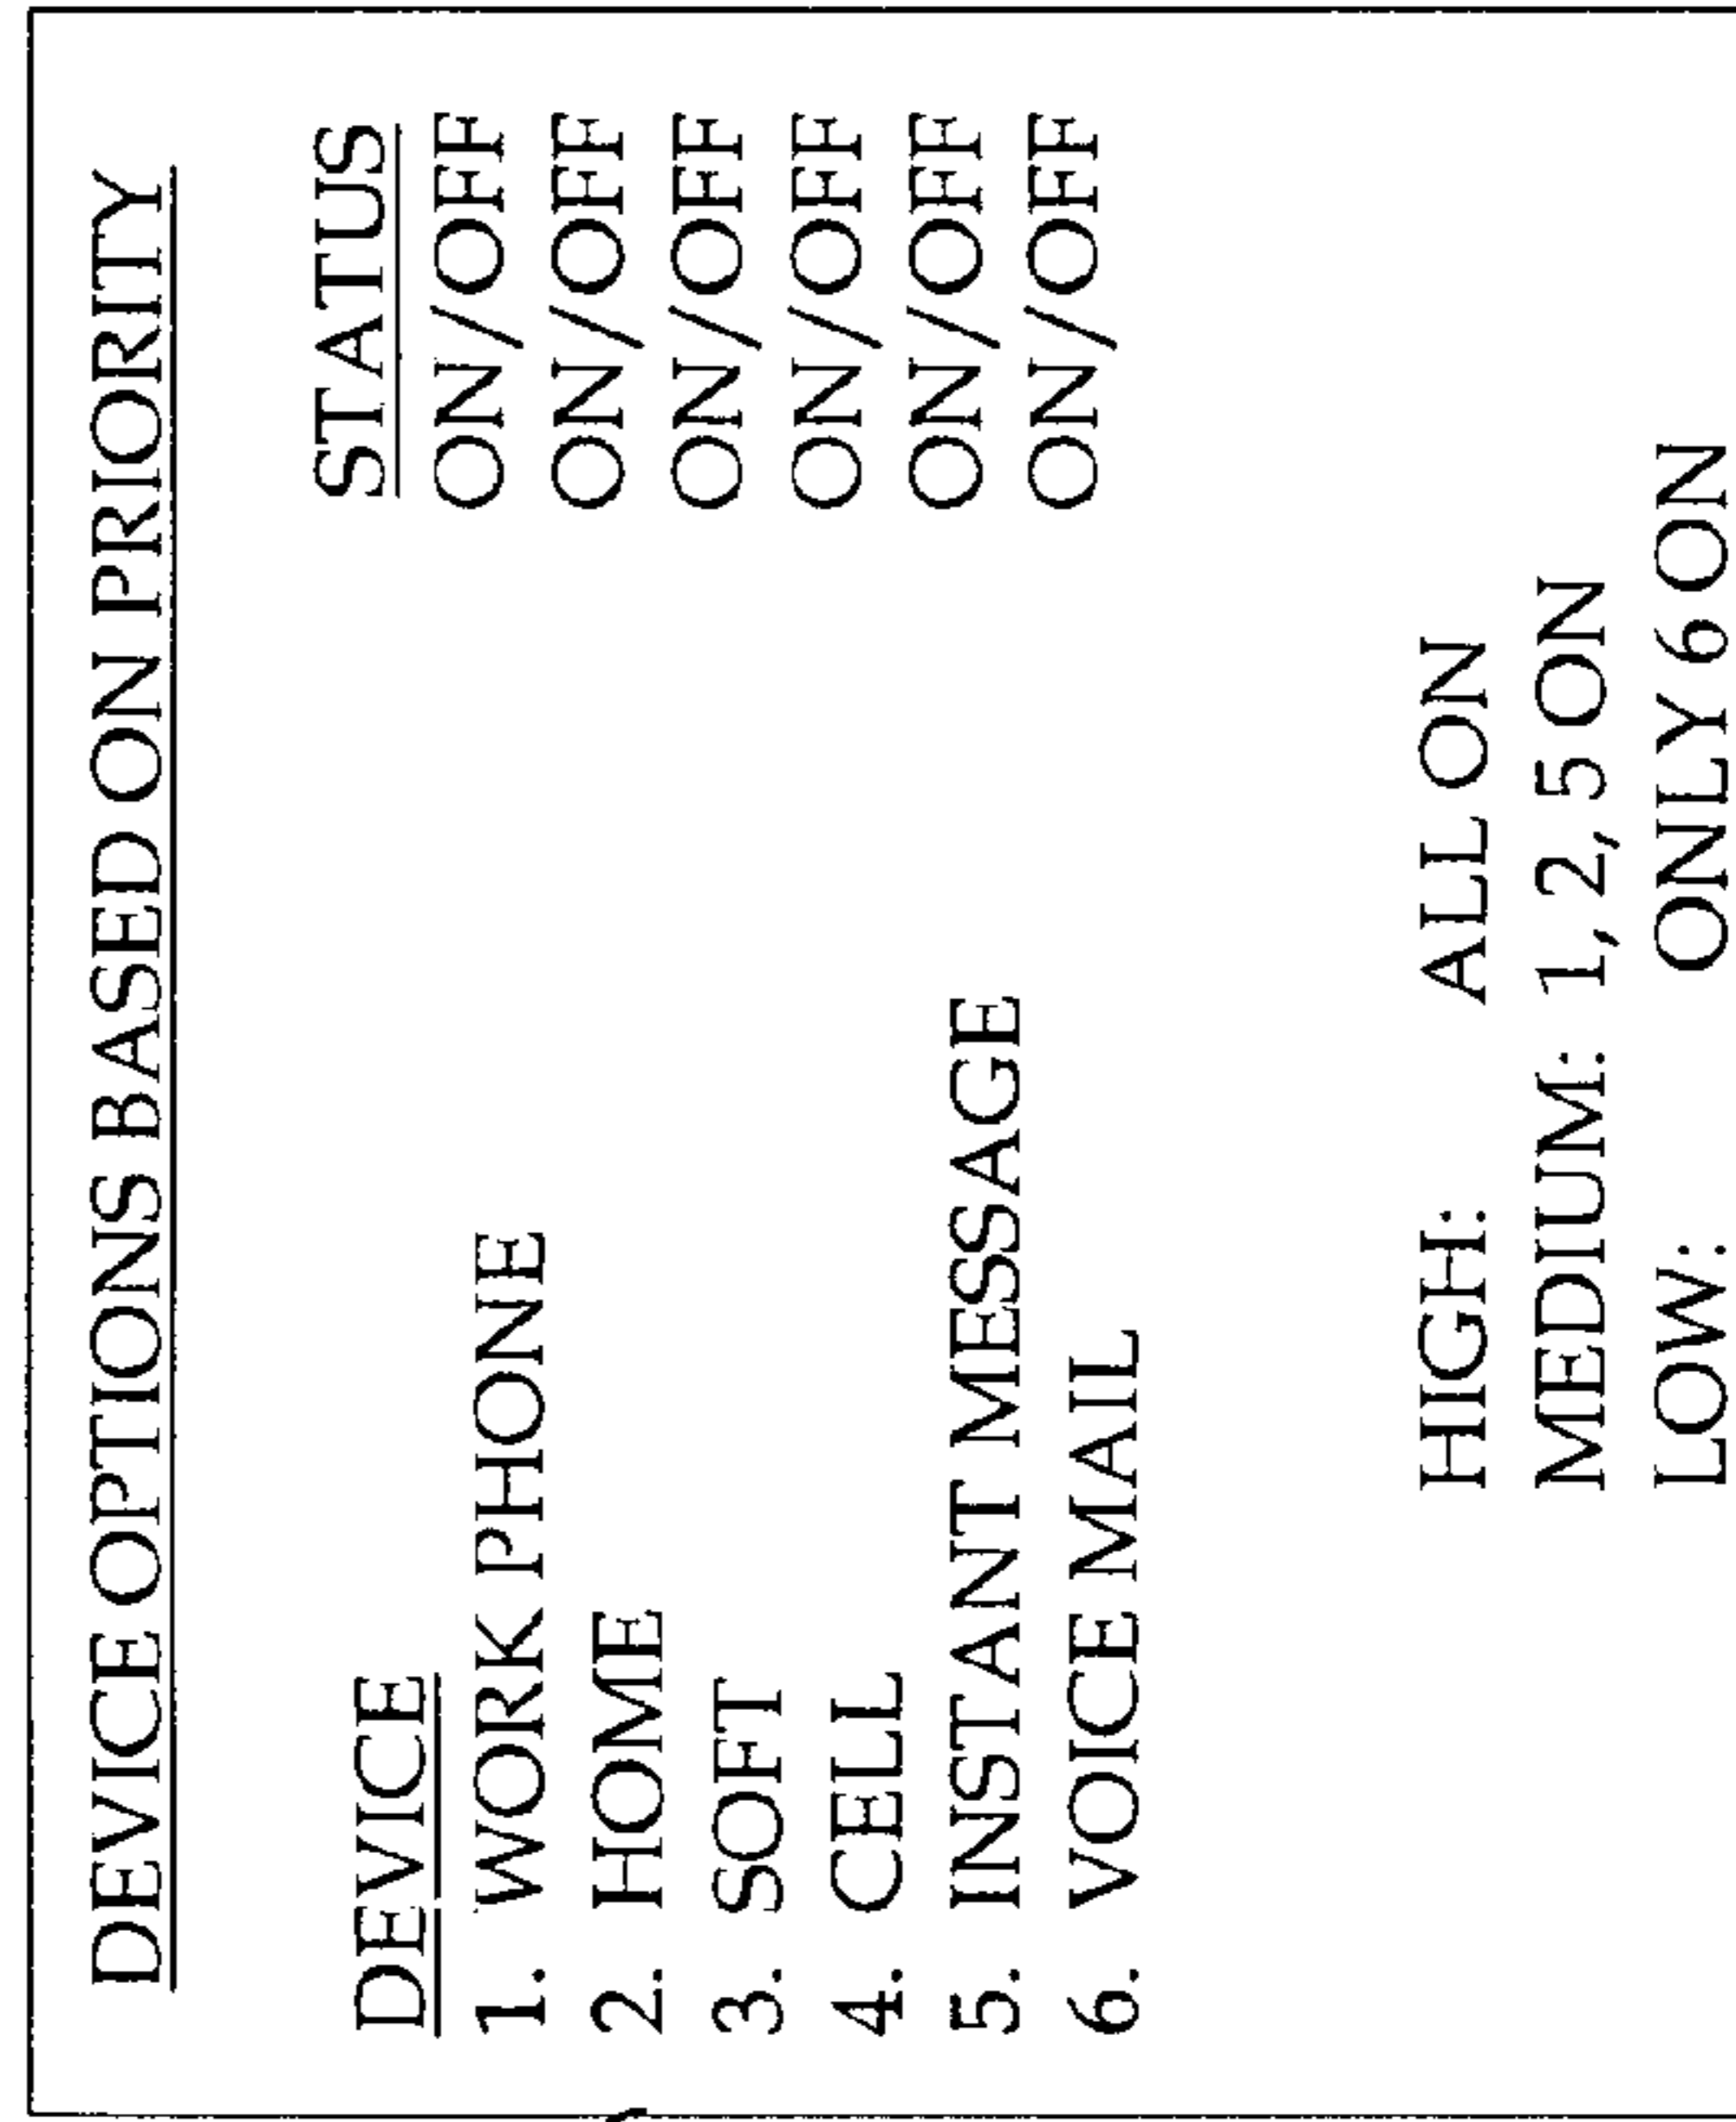 DEVICE OPTIONS BASED ON PRIORITY
DEVICE STATUS
1. WORK PHONE ON/OFF
2. HOME ON/OFF
3. SOFT ON/OFF
4. CELL ON/OFF
5. INSTANT MESSAGE ON/OFF
6. VOICE MAIL ON/OFF
HIGH: ALL ON
MEDIUM: 1, 2, 5 ON
LOW: ONLY 6 ON